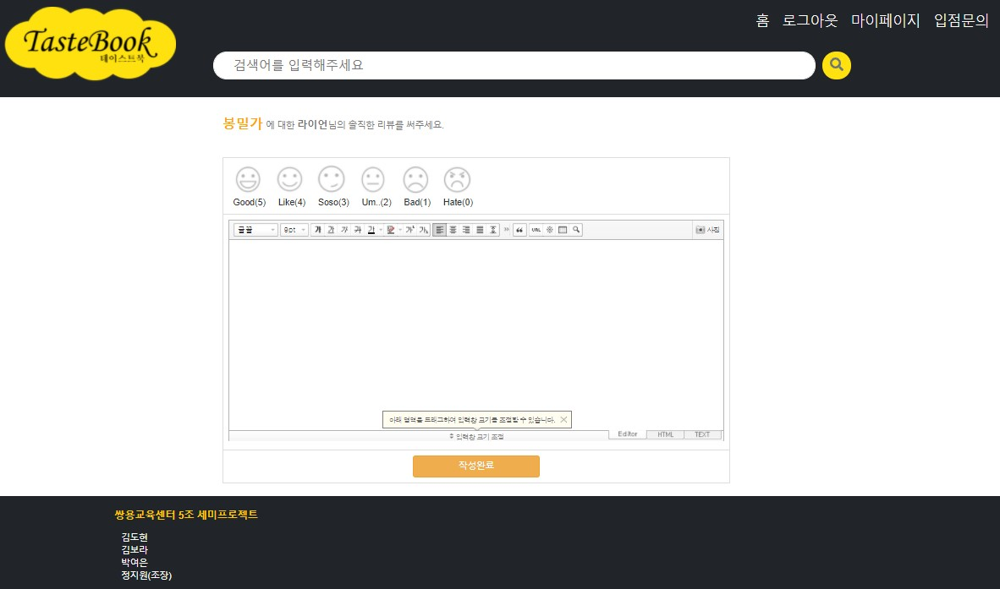 TasteBook
테이스트북
홈 로그아웃 마이페이지 입점문의
검색어를 입력해주세요
봉밀가 에 대한 라이언님의 솔직한 리뷰를 써주세요.
Good(5) Like(4) Soso(3) Um..(2) Bad(1) Hate(0)
굴림 9pt 가 가 가 가 가 가 가¹ 가₁ “ URL ※ 사진
아래 영역을 드래그하여 입력창 크기를 조절할 수 있습니다.
입력창 크기 조절 Editor HTML TEXT
작성완료
쌍용교육센터 5조 세미프로젝트
김도현
김보라
박여은
정지원(조장)